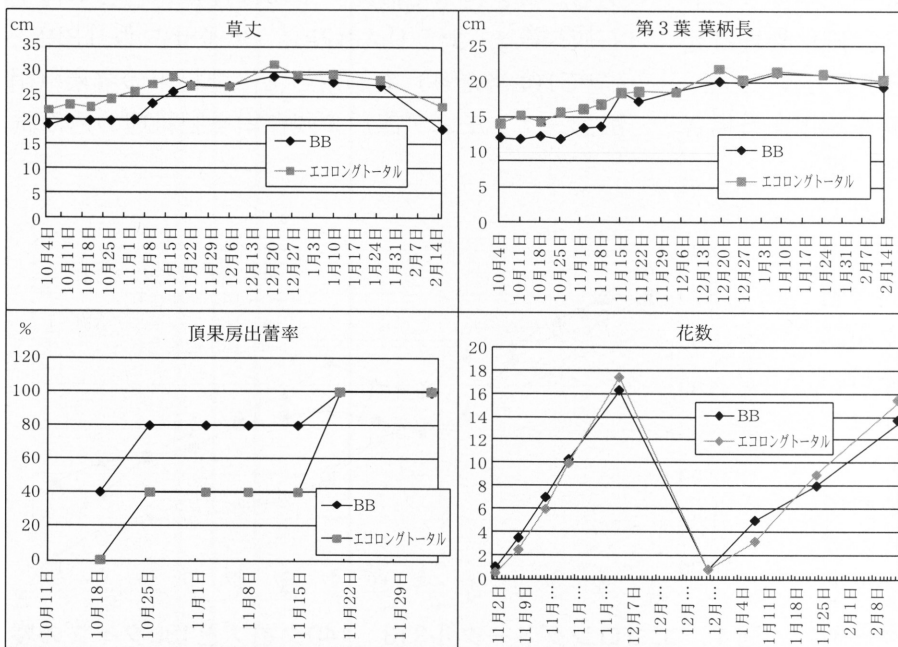 草丈
cm
35
30
25
20
15
10
5
0
BB
エコロングトータル
10月4日
10月11日
10月18日
10月25日
11月1日
11月8日
11月15日
11月22日
11月29日
12月6日
12月13日
12月20日
12月27日
1月3日
1月10日
1月17日
1月24日
1月31日
2月7日
2月14日
第3葉 葉柄長
cm
25
20
15
10
5
0
BB
エコロングトータル
10月4日
10月11日
10月18日
10月25日
11月1日
11月8日
11月15日
11月22日
11月29日
12月6日
12月13日
12月20日
12月27日
1月3日
1月10日
1月17日
1月24日
1月31日
2月7日
2月14日
頂果房出蕾率
%
120
100
80
60
40
20
0
BB
エコロングトータル
10月11日
10月18日
10月25日
11月1日
11月8日
11月15日
11月22日
11月29日
花数
20
18
16
14
12
10
8
6
4
2
0
BB
エコロングトータル
11月2日
11月9日
11月…
11月…
11月…
12月7日
12月…
12月…
12月…
1月4日
1月11日
1月18日
1月25日
2月1日
2月8日